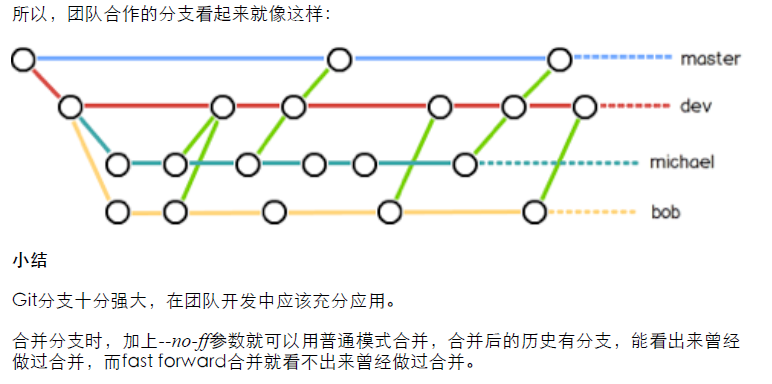 所以，团队合作的分支看起来就像这样：
master
dev
michael
bob
小结
Git分支十分强大，在团队开发中应该充分应用。
合并分支时，加上--no-ff参数就可以用普通模式合并，合并后的历史有分支，能看出来曾经
做过合并，而fast forward合并就看不出来曾经做过合并。